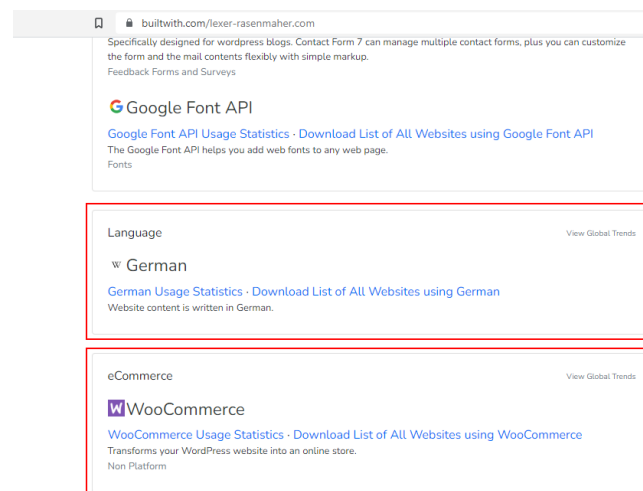 builtwith.com/lexer-rasenmaher.com
Specifically designed for wordpress blogs. Contact Form 7 can manage multiple contact forms, plus you can customize
the form and the mail contents flexibly with simple markup.
Feedback Forms and Surveys
Google Font API
Google Font API Usage Statistics · Download List of All Websites using Google Font API
The Google Font API helps you add web fonts to any web page.
Fonts
Language View Global Trends
W German
German Usage Statistics · Download List of All Websites using German
Website content is written in German.
eCommerce View Global Trends
W WooCommerce
WooCommerce Usage Statistics · Download List of All Websites using WooCommerce
Transforms your WordPress website into an online store.
Non Platform